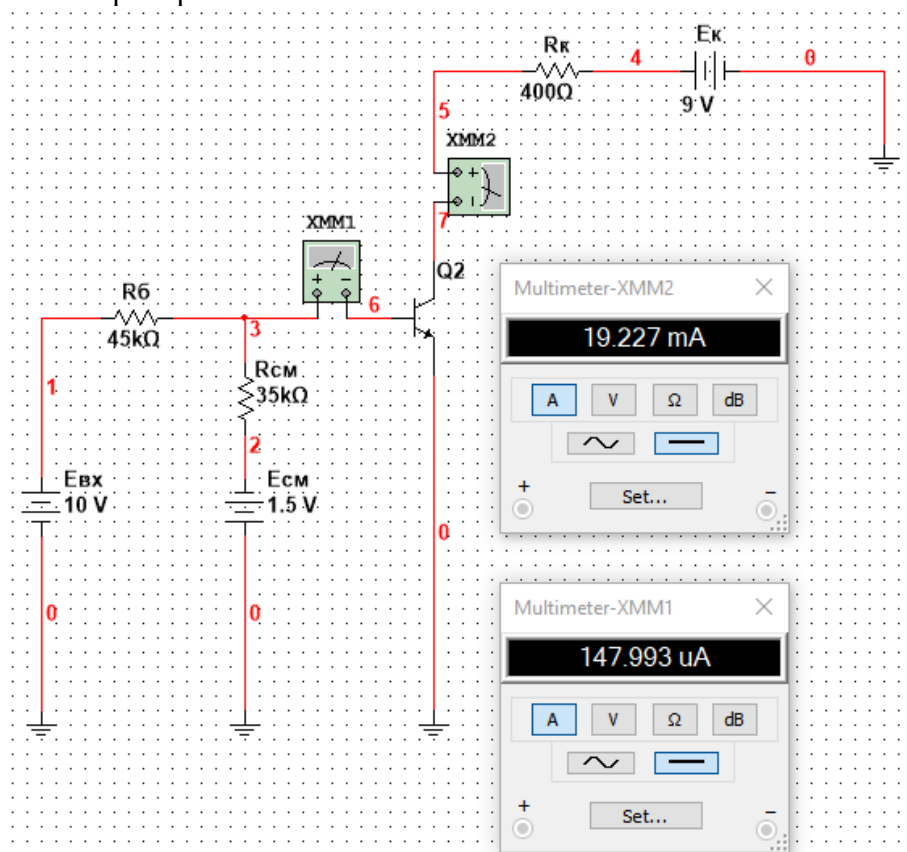 Rк
400Ω
4
Eк
9 V
0
5
XMM2
7
XMM1
6
Q2
Rб
45kΩ
3
Rсм
35kΩ
1
2
Eвх
10 V
Eсм
1.5 V
0
0
0
Multimeter-XMM2
19.227 mA
A V Ω dB
+ Set... -
Multimeter-XMM1
147.993 uA
A V Ω dB
+ Set... -